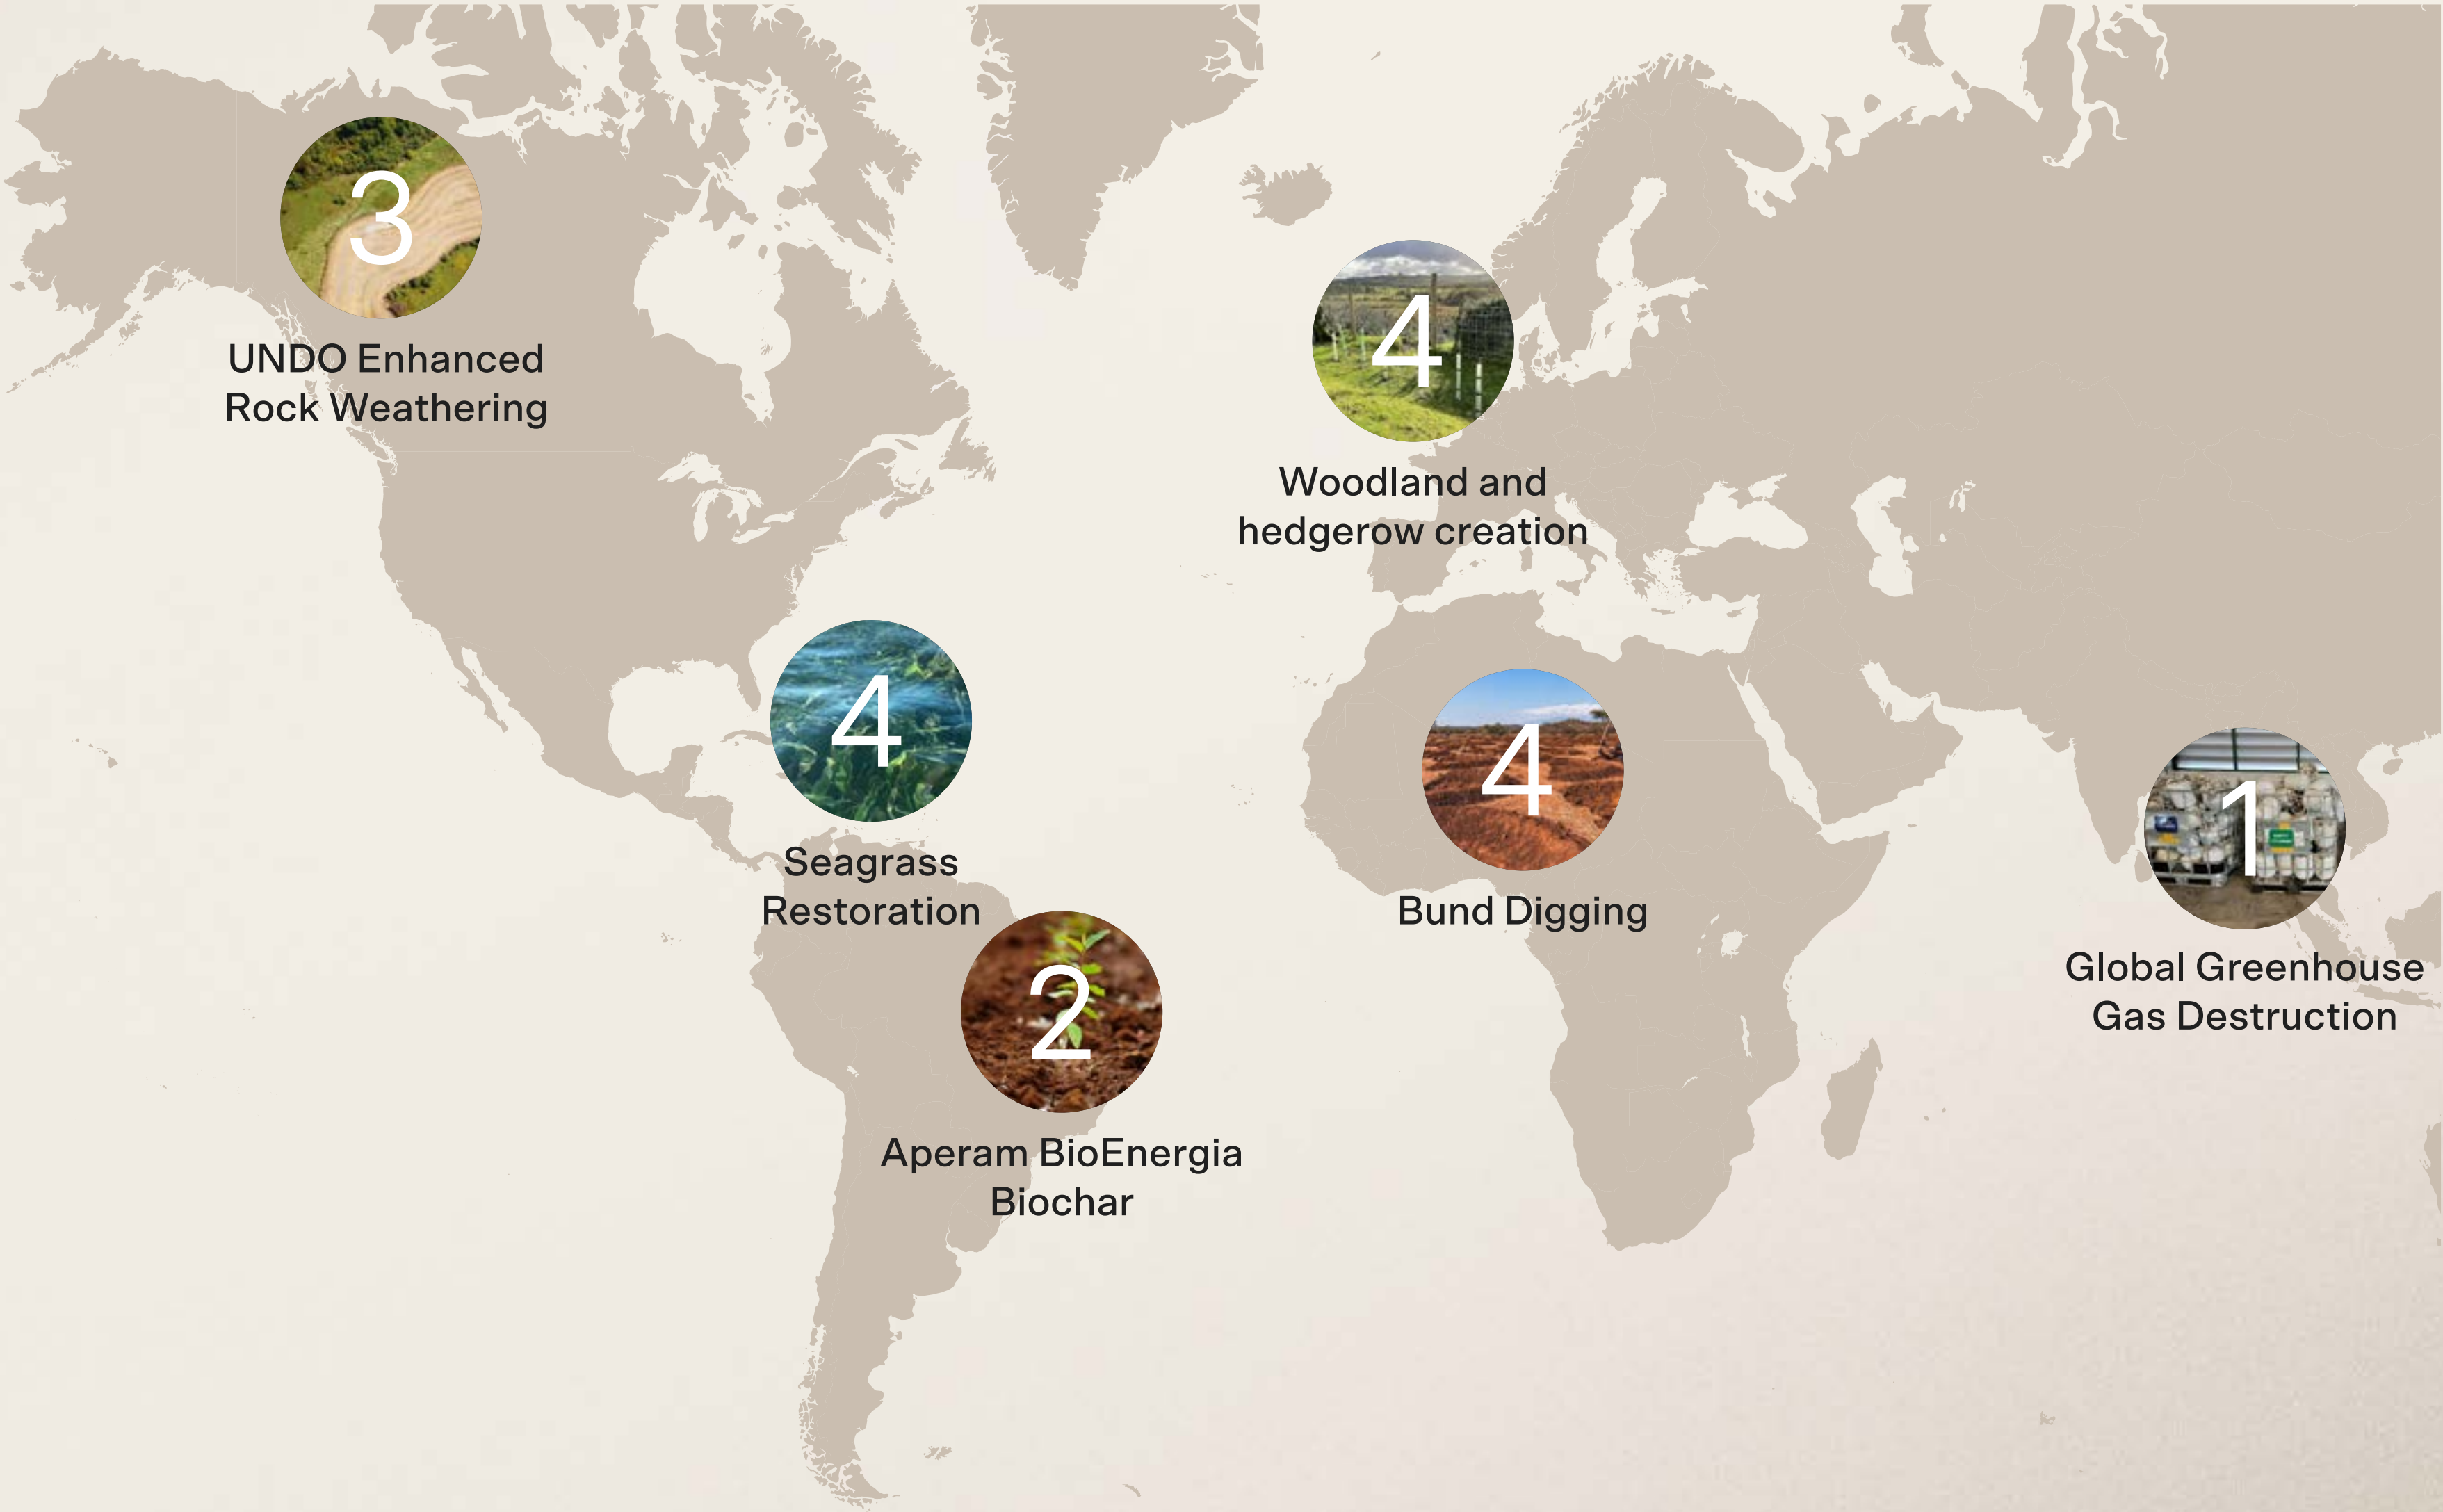 3
UNDO Enhanced
Rock Weathering
4
Woodland and
hedgerow creation
4
Seagrass
Restoration
4
Bund Digging
1
Global Greenhouse
Gas Destruction
2
Aperam BioEnergia
Biochar